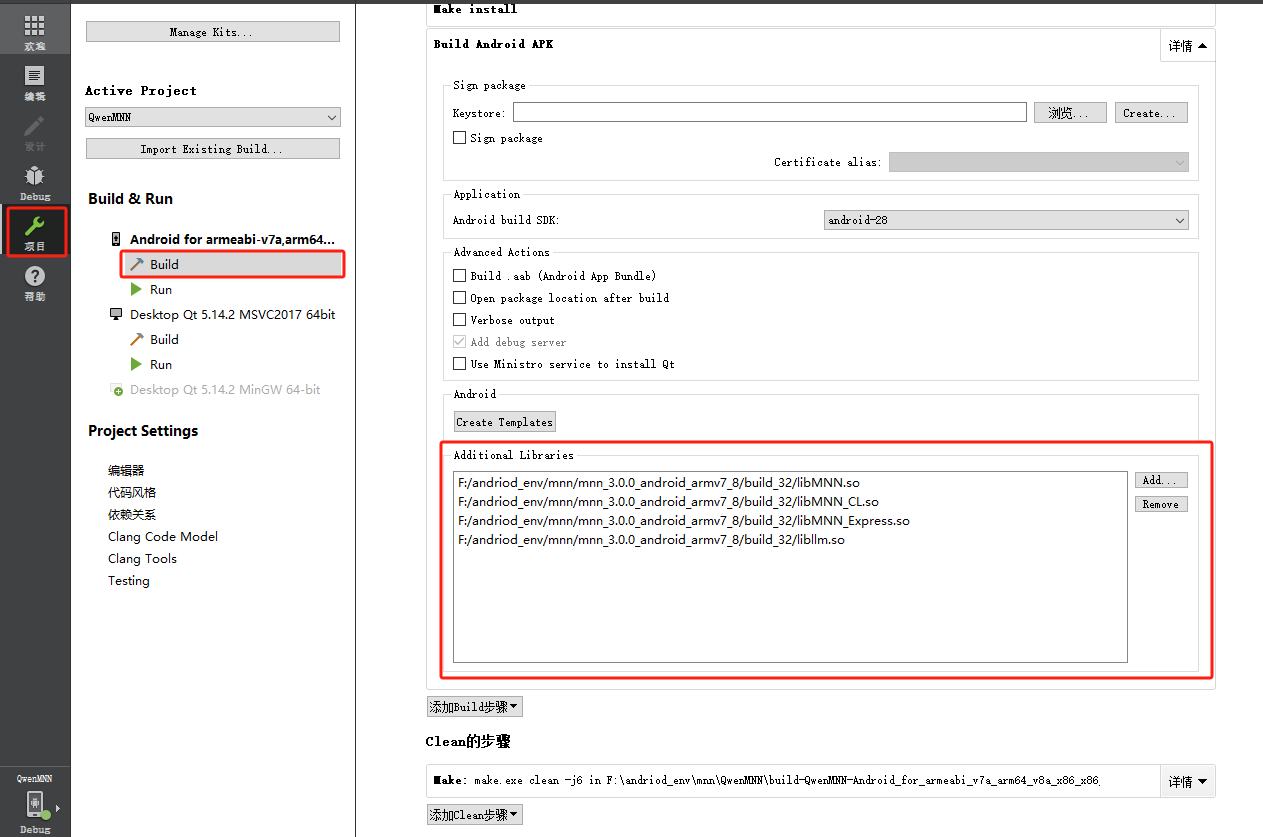 欢迎
编辑
设计
Debug
项目
帮助
QwenMNN
Debug
Manage Kits...
Active Project
QwenMNN
Import Existing Build...
Build & Run
Android for armeabi-v7a,arm64...
Build
Run
Desktop Qt 5.14.2 MSVC2017 64bit
Build
Run
Desktop Qt 5.14.2 MinGW 64-bit
Project Settings
编辑器
代码风格
依赖关系
Clang Code Model
Clang Tools
Testing
Make install
Build Android APK
详情
Sign package
Keystore:
浏览...
Create...
Sign package
Certificate alias:
Application
Android build SDK:
android-28
Advanced Actions
Build .aab (Android App Bundle)
Open package location after build
Verbose output
Add debug server
Use Ministro service to install Qt
Android
Create Templates
Additional Libraries
F:/andriod_env/mnn/mnn_3.0.0_android_armv7_8/build_32/libMNN.so
F:/andriod_env/mnn/mnn_3.0.0_android_armv7_8/build_32/libMNN_CL.so
F:/andriod_env/mnn/mnn_3.0.0_android_armv7_8/build_32/libMNN_Express.so
F:/andriod_env/mnn/mnn_3.0.0_android_armv7_8/build_32/libllm.so
Add...
Remove
添加Build步骤
Clean的步骤
Make: make.exe clean -j6 in F:\andriod_env\mnn\QwenMNN\build-QwenMNN-Android_for_armeabi_v7a_arm64_v8a_x86_x86_
详情
添加Clean步骤